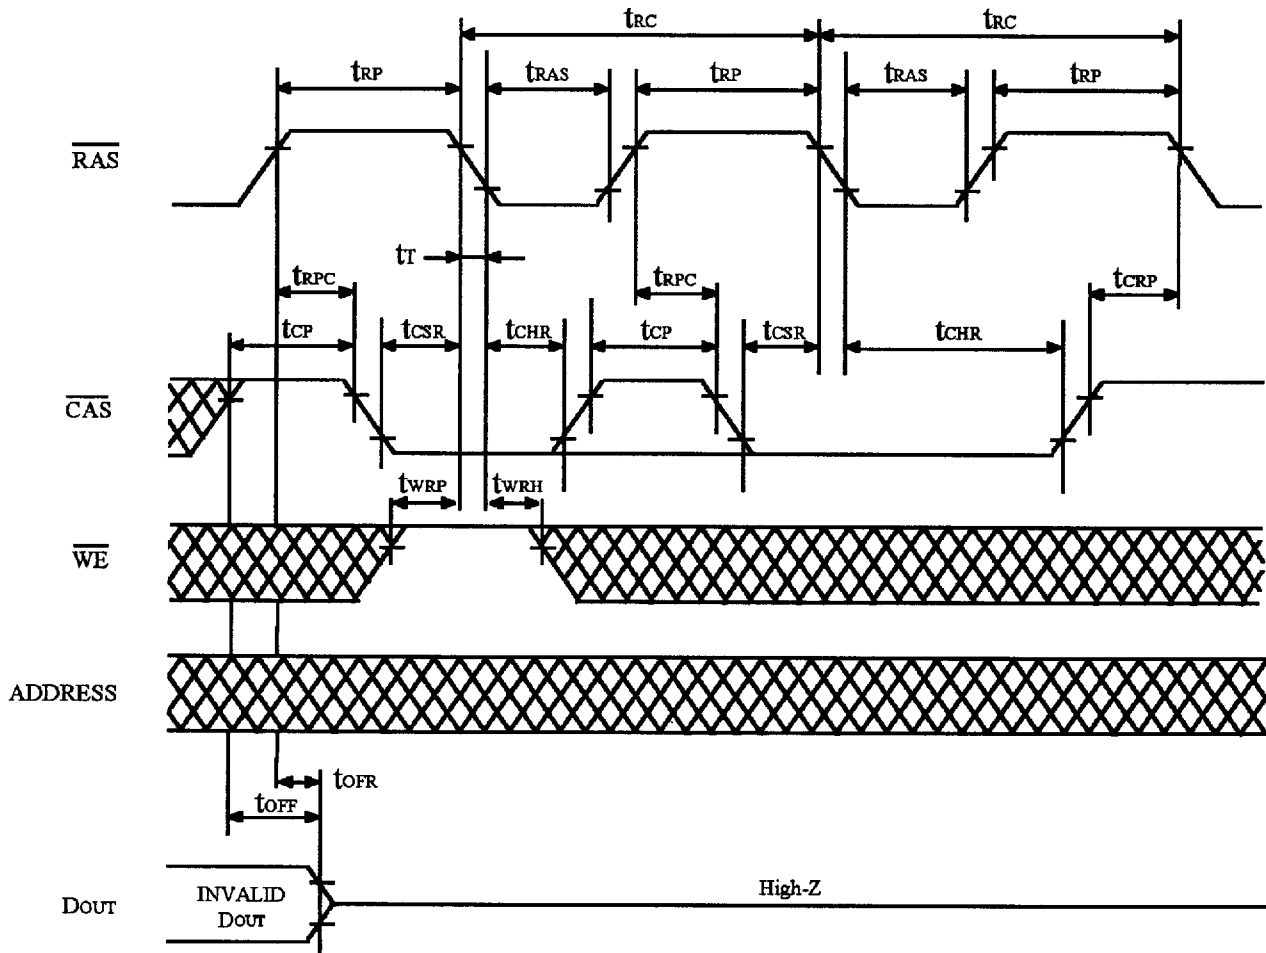 tRC tRC
tRP tRAS tRP tRAS tRP
RAS
tT
tRPC tRPC tCRP
tCP tCSR tCHR tCP tCSR tCHR
CAS
tWRP tWRH
WE
ADDRESS
tOFR
tOFF
INVALID
DOUT
High-Z
DOUT